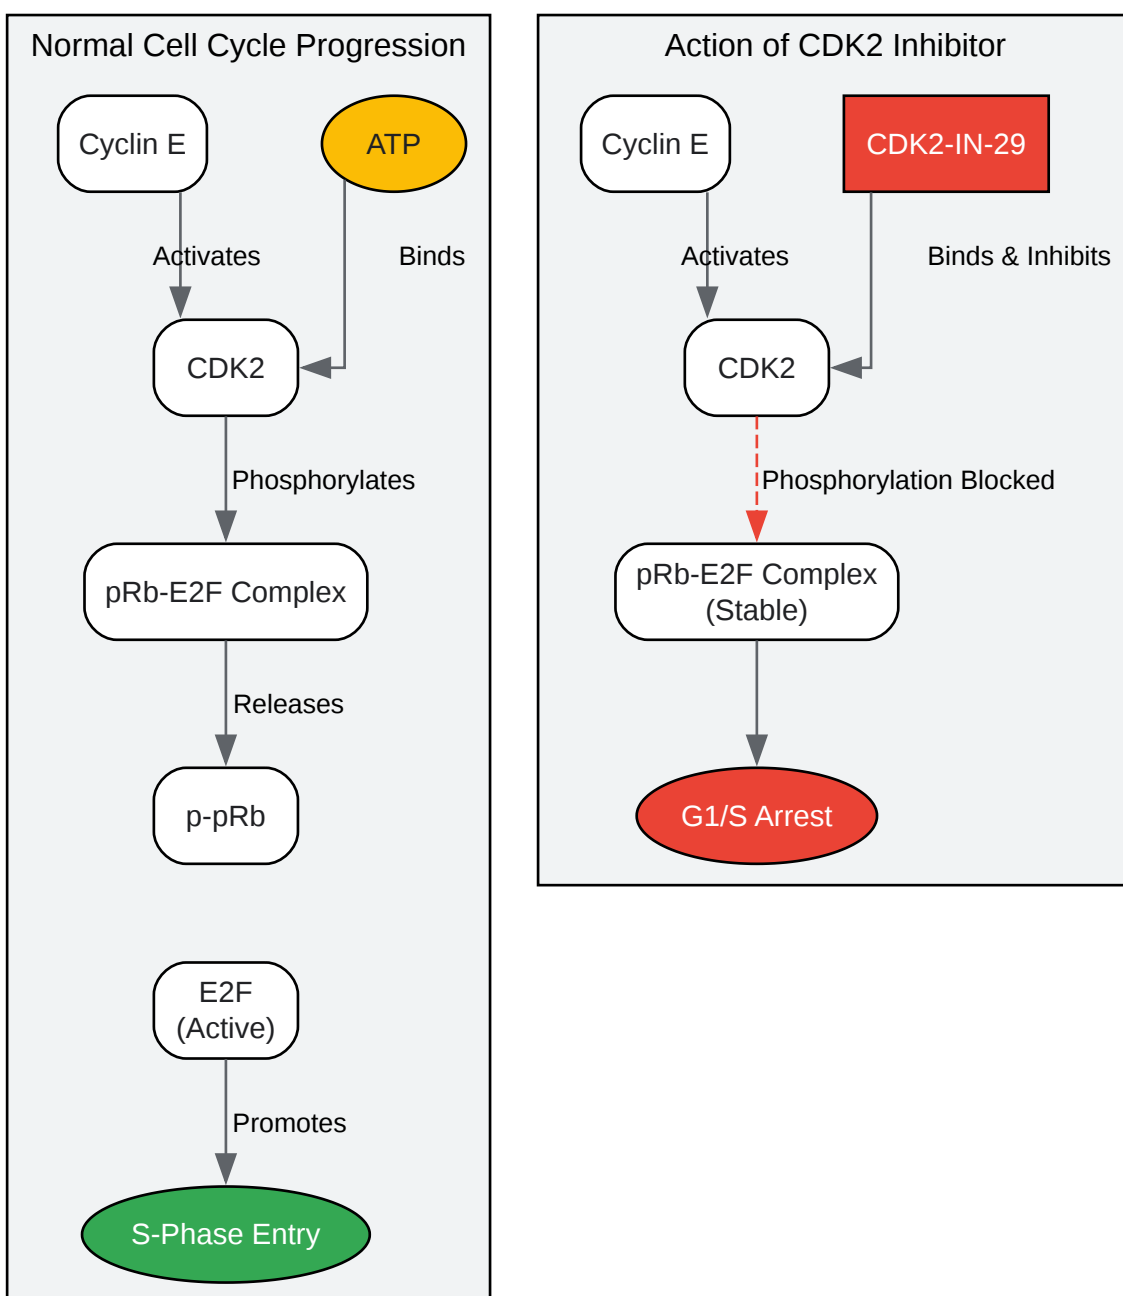 Normal Cell Cycle Progression
Cyclin E
ATP
Activates
Binds
CDK2
Phosphorylates
pRb-E2F Complex
Releases
p-pRb
E2F
(Active)
Promotes
S-Phase Entry
Action of CDK2 Inhibitor
Cyclin E
CDK2-IN-29
Activates
Binds & Inhibits
CDK2
Phosphorylation Blocked
pRb-E2F Complex
(Stable)
G1/S Arrest